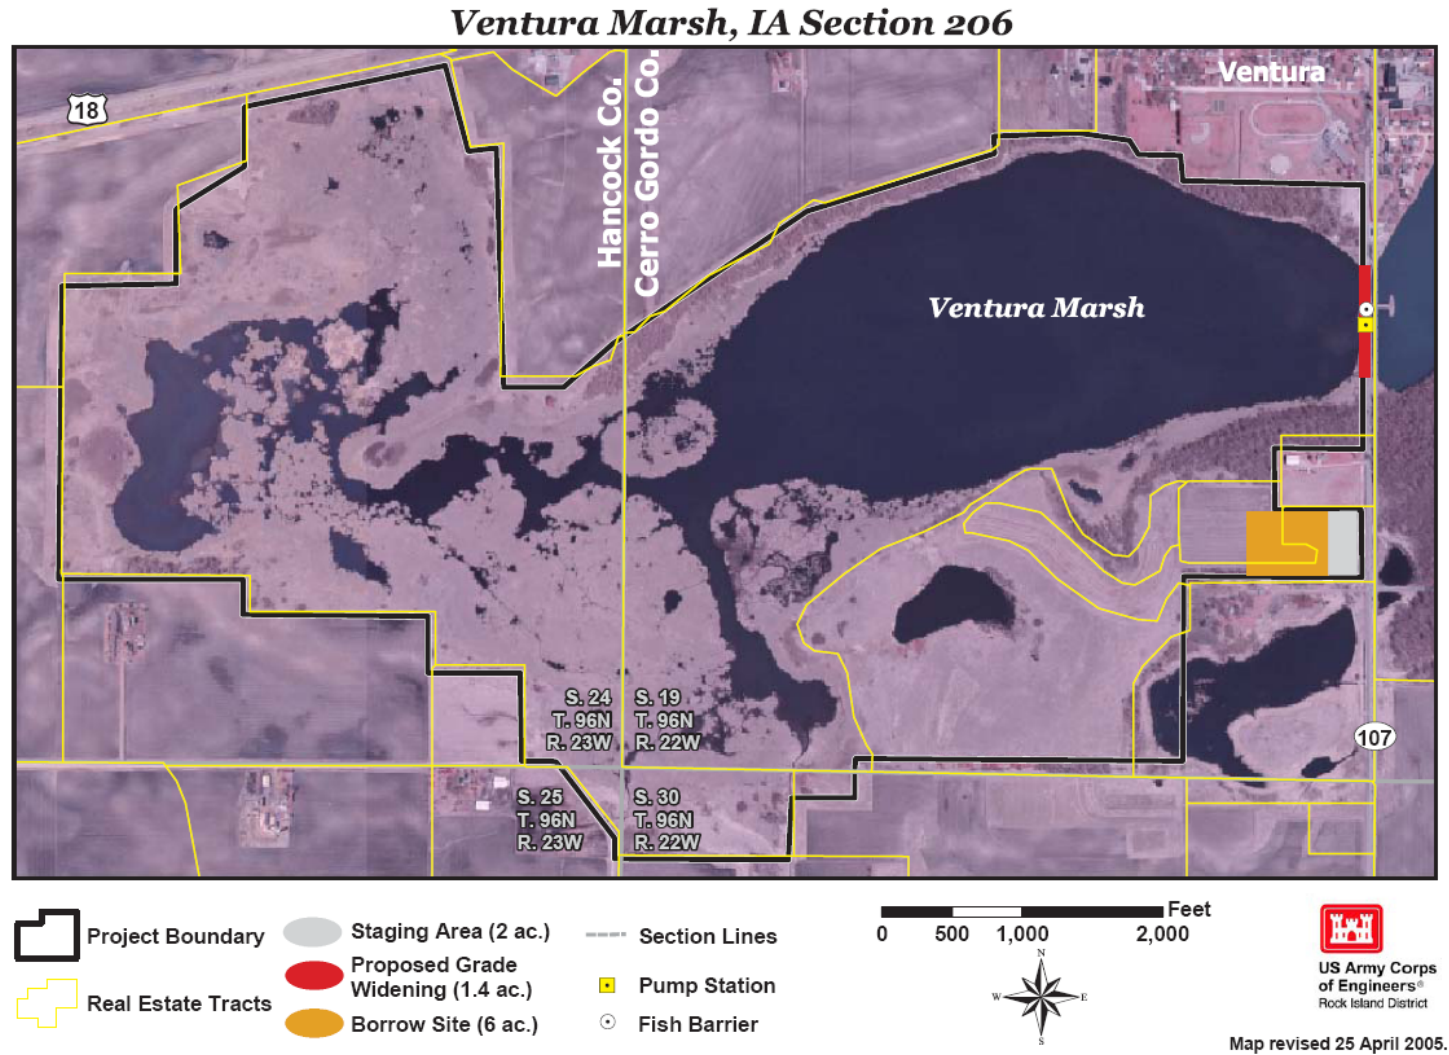 Ventura Marsh, IA Section 206
18
Hancock Co.
Cerro Gordo Co.
Ventura
Ventura Marsh
S. 24
T. 96N
R. 23W
S. 19
T. 96N
R. 22W
S. 25
T. 96N
R. 23W
S. 30
T. 96N
R. 22W
107
Project Boundary
Real Estate Tracts
Staging Area (2 ac.)
Proposed Grade
Widening (1.4 ac.)
Borrow Site (6 ac.)
Section Lines
Pump Station
Fish Barrier
Feet
0 500 1,000 2,000
N
W E
S
US Army Corps
of Engineers®
Rock Island District
Map revised 25 April 2005.